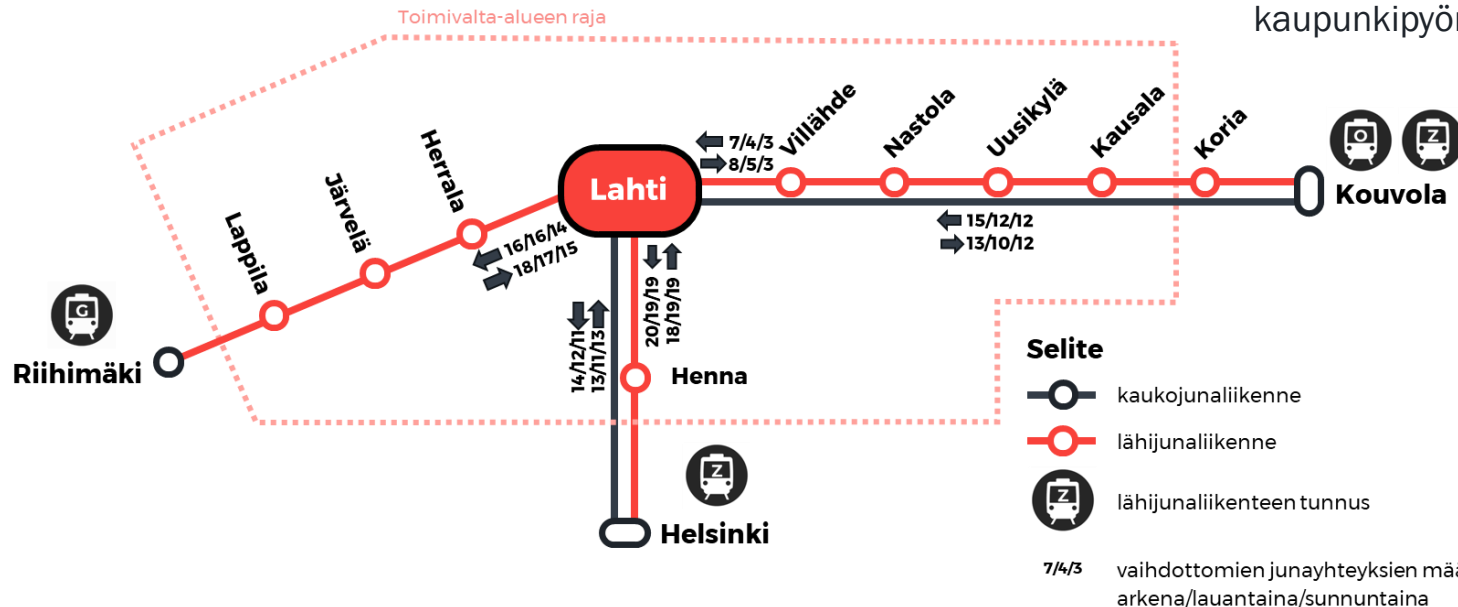 Toimivalta-alueen raja
Villähde
Nastola
Uusikylä
Kausala
Koria
Herrala
Järvelä
Lappila
Lahti
7/4/3
8/5/3
O
Z
Kouvola
15/12/12
13/10/12
16/16/14
18/17/15
20/19/19
18/19/19
14/12/11
13/11/13
G
Riihimäki
Henna
Z
Helsinki
Selite
kaukojunaliikenne
lähijunaliikenne
Z
lähijunaliikenteen tunnus
7/4/3 vaihdottomien junayhteyksien
arkena/lauantaina/sunnuntaina